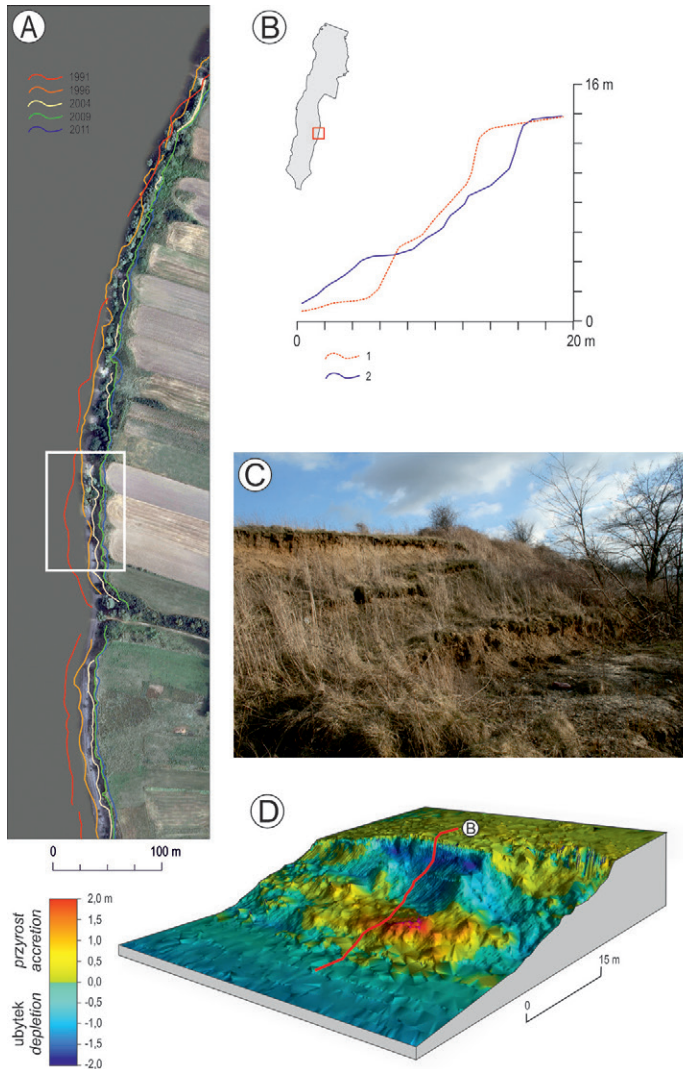 A
1991
1996
2004
2009
2011
0 100 m
B
16 m
0
20 m
1
2
C
D
B
15 m
0
2,0 m
1,5
1,0
0,5
0,0
-0,5
-1,0
-1,5
-2,0
przyrost
accretion
ubytek
depletion